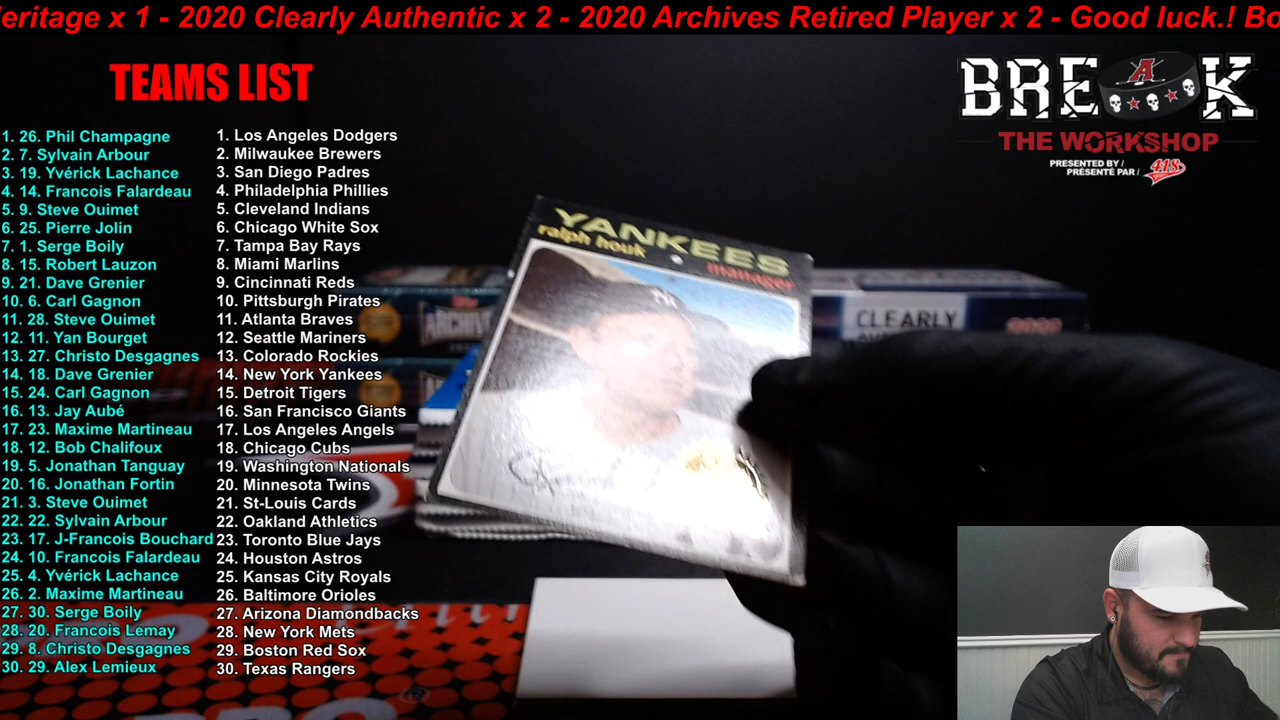 eritage x 1 - 2020 Clearly Authentic x 2 - 2020 Archives Retired Player x 2 - Good luck.! Bo
TEAMS LIST
1. 26. Phil Champagne
2. 7. Sylvain Arbour
3. 19. Yvérick Lachance
4. 14. Francois Falardeau
5. 9. Steve Ouimet
6. 25. Pierre Jolin
7. 1. Serge Boily
8. 15. Robert Lauzon
9. 21. Dave Grenier
10. 6. Carl Gagnon
11. 28. Steve Ouimet
12. 11. Yan Bourget
13. 27. Christo Desgagnes
14. 18. Dave Grenier
15. 24. Carl Gagnon
16. 13. Jay Aubé
17. 23. Maxime Martineau
18. 12. Bob Chalifoux
19. 5. Jonathan Tanguay
20. 16. Jonathan Fortin
21. 3. Steve Ouimet
22. 22. Sylvain Arbour
23. 17. J-Francois Bouchard
24. 10. Francois Falardeau
25. 4. Yvérick Lachance
26. 2. Maxime Martineau
27. 30. Serge Boily
28. 20. Francois Lemay
29. 8. Christo Desgagnes
30. 29. Alex Lemieux
1. Los Angeles Dodgers
2. Milwaukee Brewers
3. San Diego Padres
4. Philadelphia Phillies
5. Cleveland Indians
6. Chicago White Sox
7. Tampa Bay Rays
8. Miami Marlins
9. Cincinnati Reds
10. Pittsburgh Pirates
11. Atlanta Braves
12. Seattle Mariners
13. Colorado Rockies
14. New York Yankees
15. Detroit Tigers
16. San Francisco Giants
17. Los Angeles Angels
18. Chicago Cubs
19. Washington Nationals
20. Minnesota Twins
21. St-Louis Cards
22. Oakland Athletics
23. Toronto Blue Jays
24. Houston Astros
25. Kansas City Royals
26. Baltimore Orioles
27. Arizona Diamondbacks
28. New York Mets
29. Boston Red Sox
30. Texas Rangers
YANKEES
ralph houk
manager
CLEARLY
BREAK
THE WORKSHOP
PRESENTED BY /
PRÉSENTÉ PAR /
418